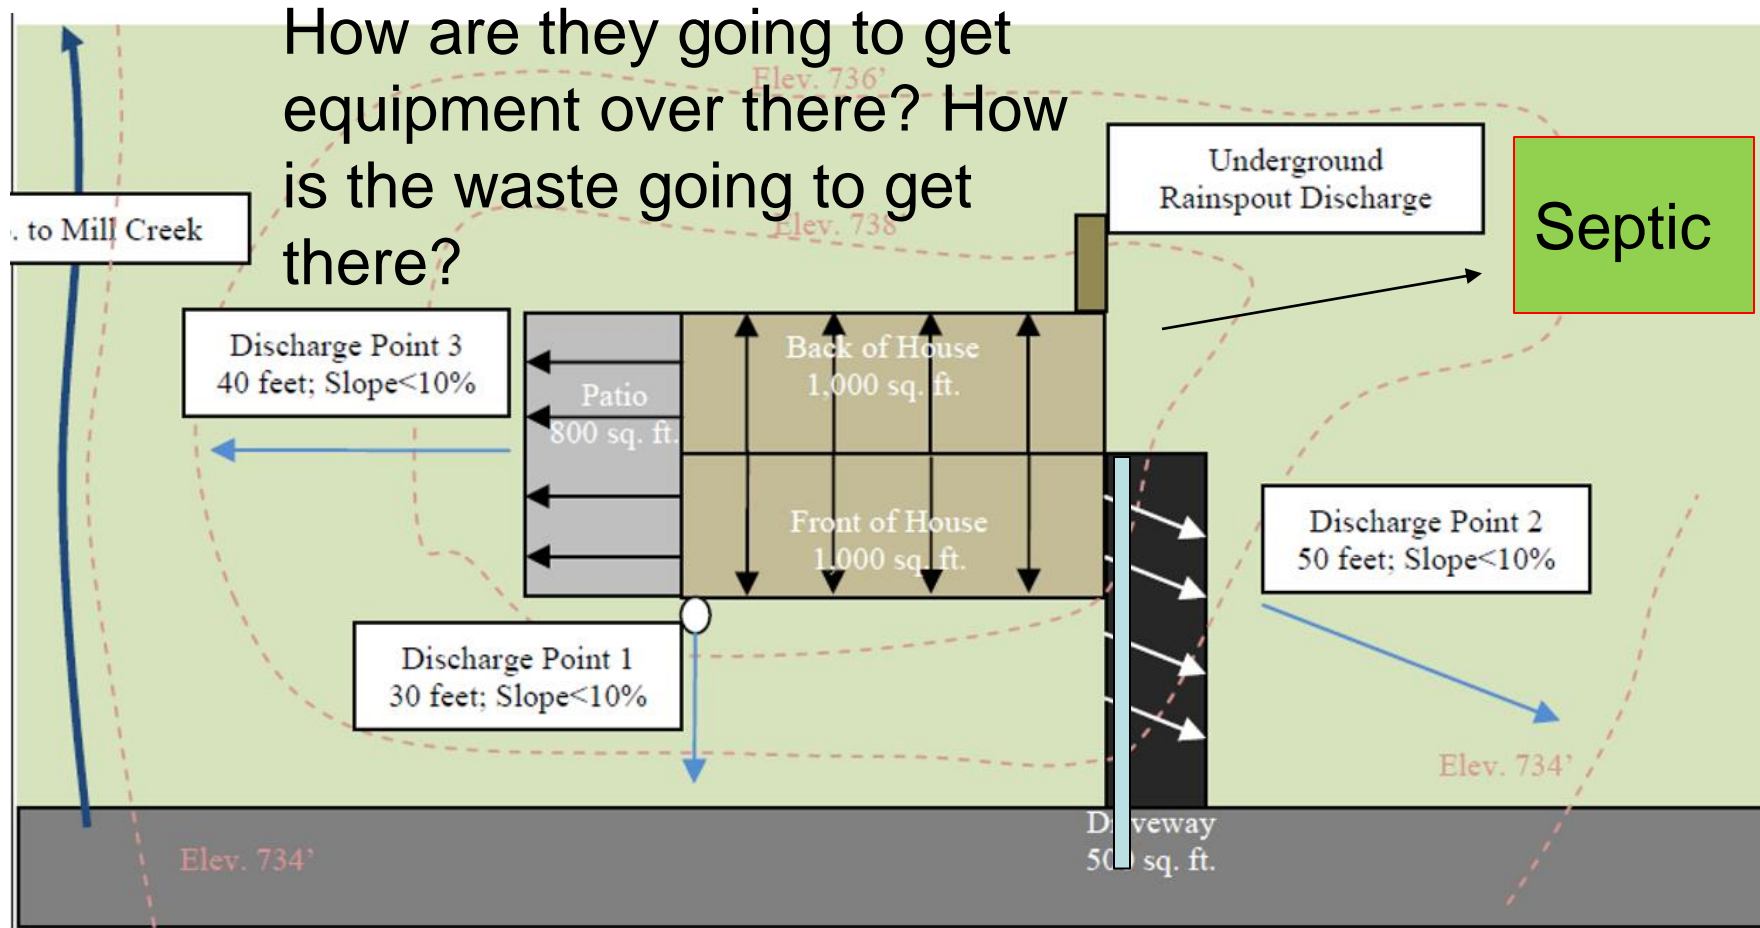 How are they going to get
equipment over there? How
is the waste going to get
there?
Elev. 736’
Elev. 738’
Underground
Rainspout Discharge
Septic
. to Mill Creek
Discharge Point 3
40 feet; Slope<10%
Patio
800 sq. ft.
Back of House
1,000 sq. ft.
Front of House
1,000 sq. ft.
Discharge Point 2
50 feet; Slope<10%
Discharge Point 1
30 feet; Slope<10%
Elev. 734’
Driveway
500 sq. ft.
Elev. 734’